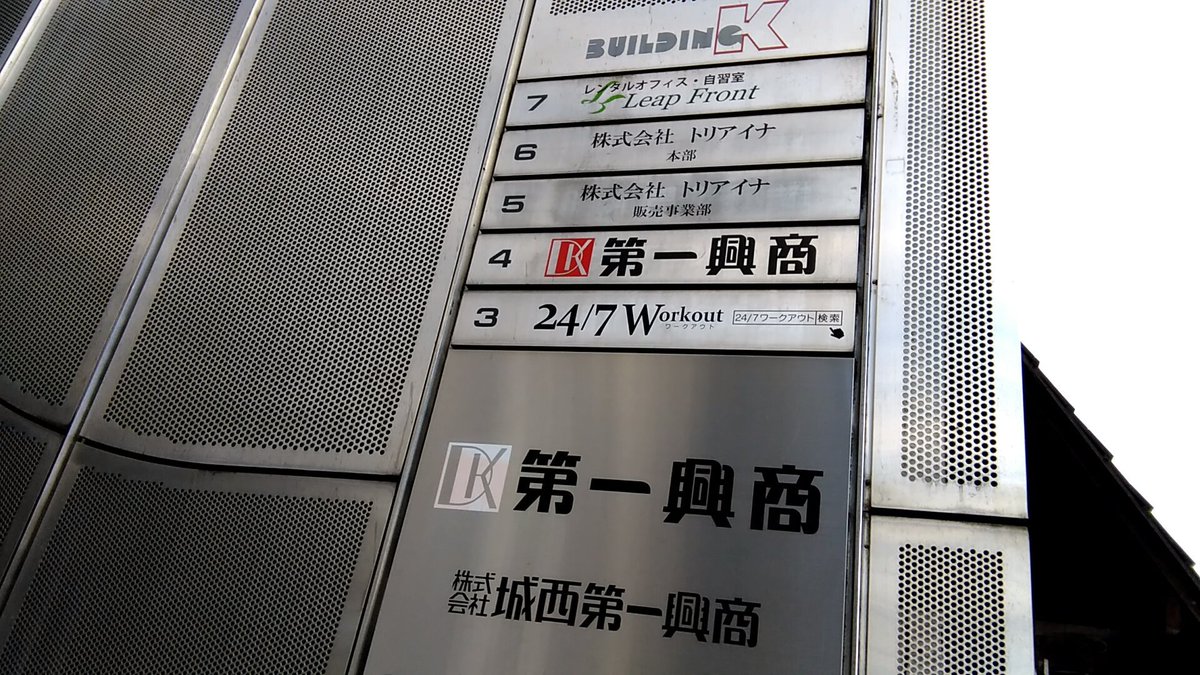 BUILDING K
7
レンタルオフィス・自習室
Leap Front
6
株式会社 トリアイナ
本部
5
株式会社 トリアイナ
販売事業部
4
DK 第一興商
3
24/7 Workout
ワークアウト
24/7ワークアウト 検索
DK 第一興商
株式会社 城西第一興商